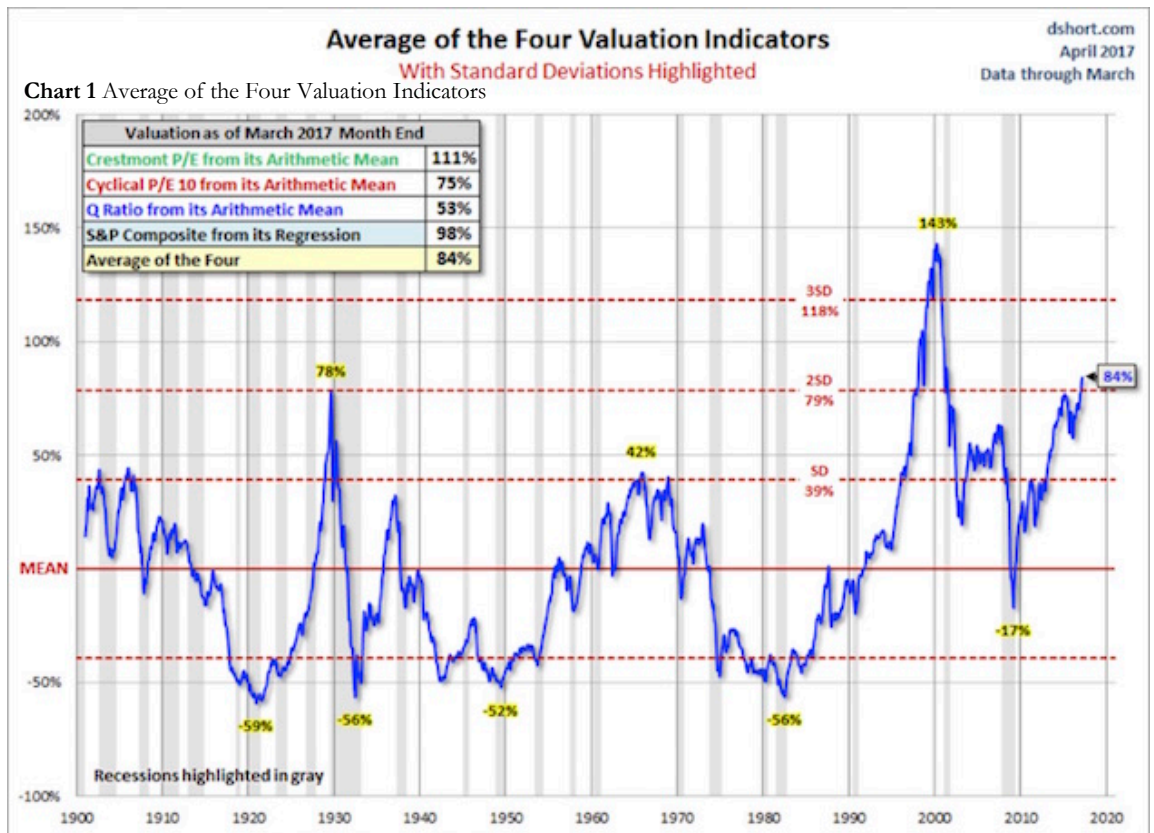 Average of the Four Valuation Indicators
With Standard Deviations Highlighted
dshort.com
April 2017
Data through March
Chart 1 Average of the Four Valuation Indicators
200%
150%
100%
50%
MEAN
-50%
-100%
Valuation as of March 2017 Month End
Crestmont P/E from its Arithmetic Mean 111%
Cyclical P/E 10 from its Arithmetic Mean 75%
Q Ratio from its Arithmetic Mean 53%
S&P Composite from its Regression 98%
Average of the Four 84%
143%
3SD
118%
78%
2SD
79%
84%
42%
SD
39%
-17%
-59%
-56%
-52%
-56%
Recessions highlighted in gray
1900 1910 1920 1930 1940 1950 1960 1970 1980 1990 2000 2010 2020